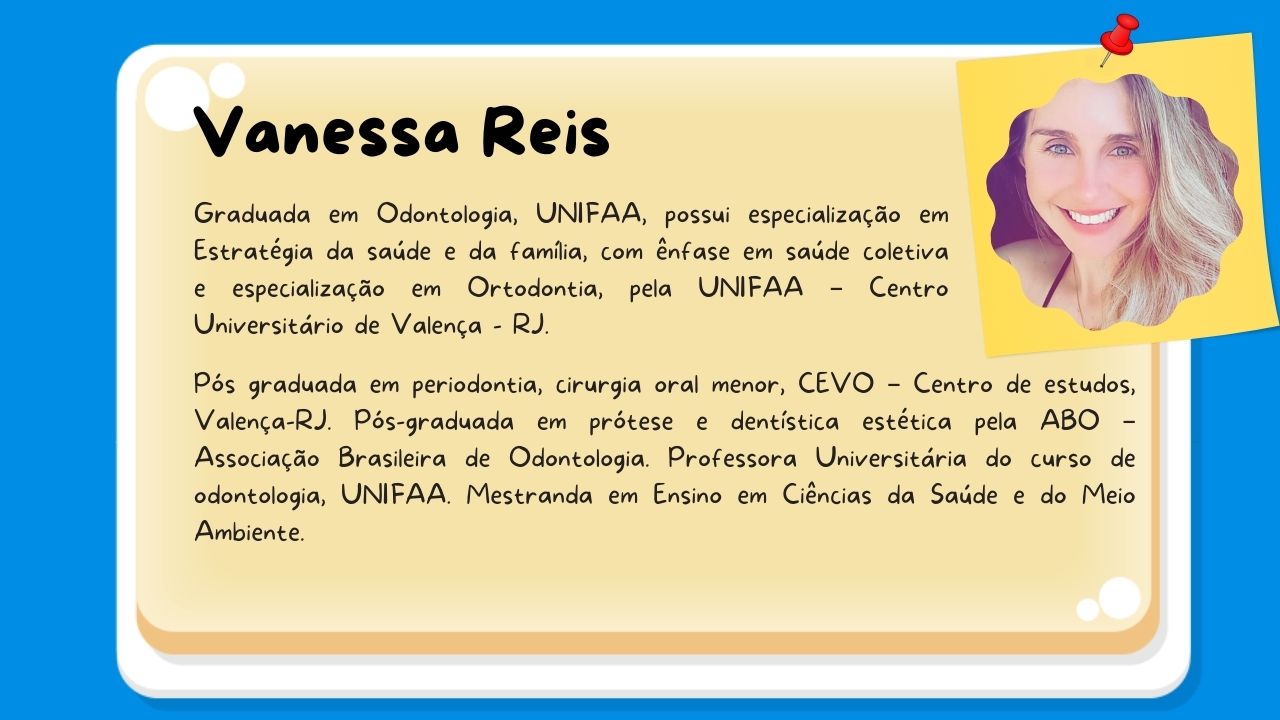 Vanessa Reis
Graduada em Odontologia, UNIFAA, possui especialização em
Estratégia da saúde e da família, com ênfase em saúde coletiva
e especialização em Ortodontia, pela UNIFAA – Centro
Universitário de Valença - RJ.
Pós graduada em periodontia, cirurgia oral menor, CEVO – Centro de estudos,
Valença-RJ. Pós-graduada em prótese e dentística estética pela ABO –
Associação Brasileira de Odontologia. Professora Universitária do curso de
odontologia, UNIFAA. Mestranda em Ensino em Ciências da Saúde e do Meio
Ambiente.